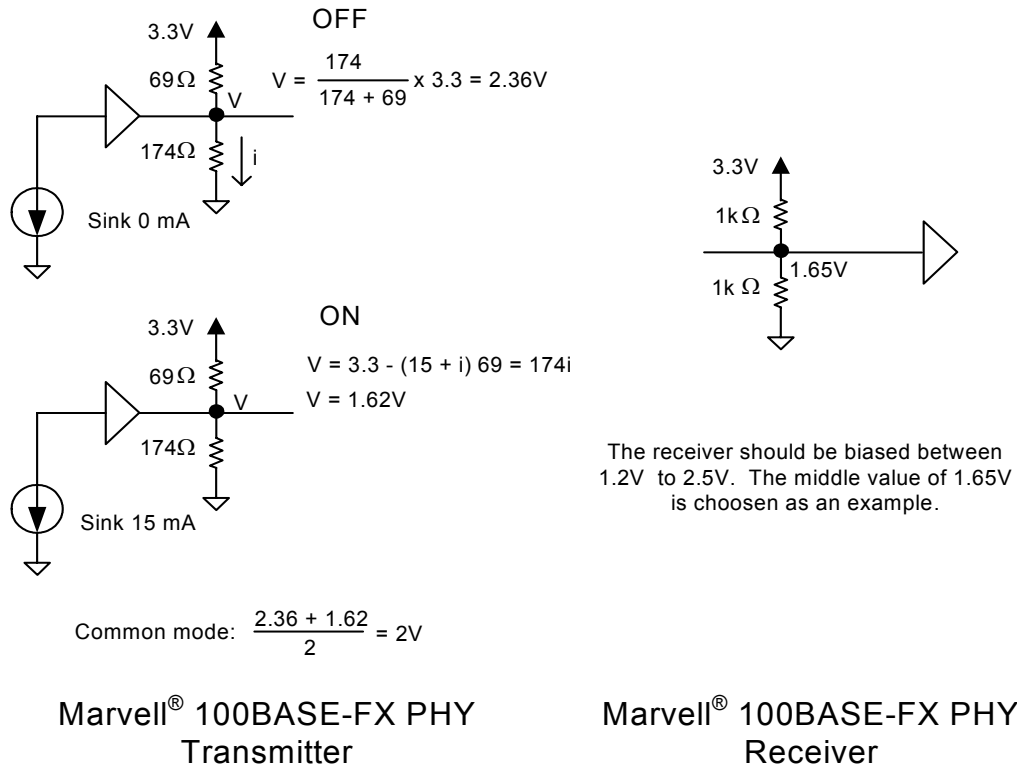 OFF
3.3V
69Ω
V = 174 / 174 + 69 x 3.3 = 2.36V
V
174Ω
i
Sink 0 mA
ON
3.3V
V = 3.3 - (15 + i) 69 = 174i
69Ω
V
V = 1.62V
174Ω
Sink 15 mA
Common mode: 2.36 + 1.62 / 2 = 2V
Marvell® 100BASE-FX PHY
Transmitter
3.3V
1k Ω
1.65V
1k Ω
The receiver should be biased between
1.2V to 2.5V. The middle value of 1.65V
is choosen as an example.
Marvell® 100BASE-FX PHY
Receiver